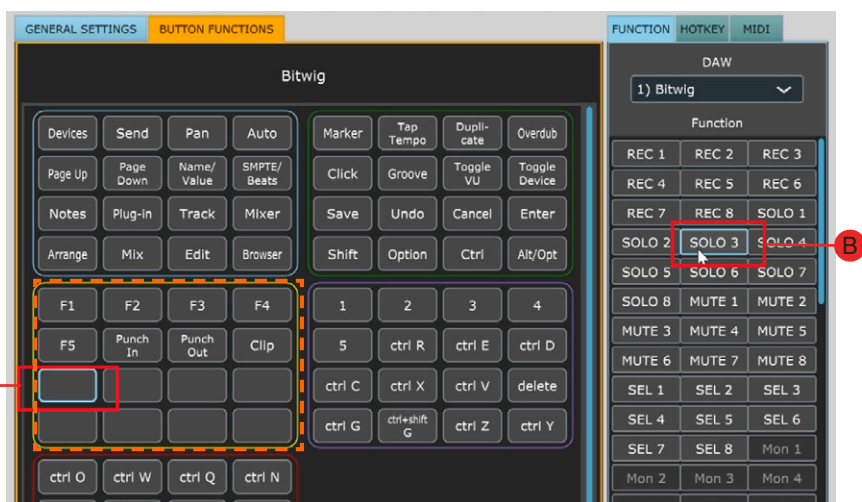 GENERAL SETTINGS BUTTON FUNCTIONS
Bitwig
Devices Send Pan Auto
Page Up Page Down Name/ Value SMPTE/ Beats
Notes Plug-In Track Mixer
Arrange Mix Edit Browser
Marker Tap Tempo Dupli- cate Overdub
Click Groove Toggle VU Toggle Device
Save Undo Cancel Enter
Shift Option Ctrl Alt/Opt
F1 F2 F3 F4
F5 Punch In Punch Out Clip
1 2 3 4
5 ctrl R ctrl E ctrl D
ctrl C ctrl X ctrl V delete
ctrl G ctrl+shift G ctrl Z ctrl Y
ctrl O ctrl W ctrl Q ctrl N
FUNCTION HOTKEY MIDI
DAW
1) Bitwig
Function
REC 1 REC 2 REC 3
REC 4 REC 5 REC 6
REC 7 REC 8 SOLO 1
SOLO 2 SOLO 3 SOLO 4
B
SOLO 5 SOLO 6 SOLO 7
SOLO 8 MUTE 1 MUTE 2
MUTE 3 MUTE 4 MUTE 5
MUTE 6 MUTE 7 MUTE 8
SEL 1 SEL 2 SEL 3
SEL 4 SEL 5 SEL 6
SEL 7 SEL 8 Mon 1
Mon 2 Mon 3 Mon 4